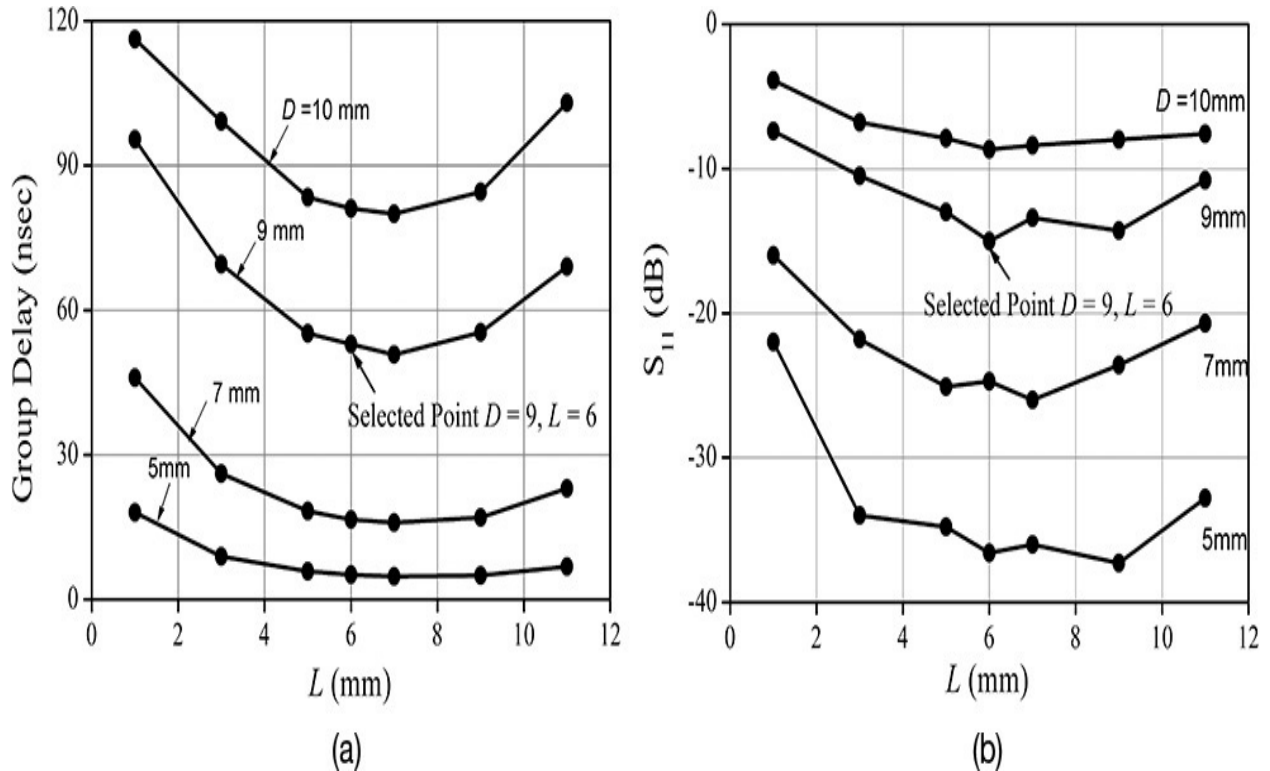 120
90
60
30
0
Group Delay (nsec)
D =10 mm
9 mm
Selected Point D = 9, L = 6
7 mm
5mm
0 2 4 6 8 10 12
L (mm)
(a)
0
-10
-20
-30
-40
S11 (dB)
D =10mm
9mm
Selected Point D = 9, L = 6
7mm
5mm
0 2 4 6 8 10 12
L (mm)
(b)